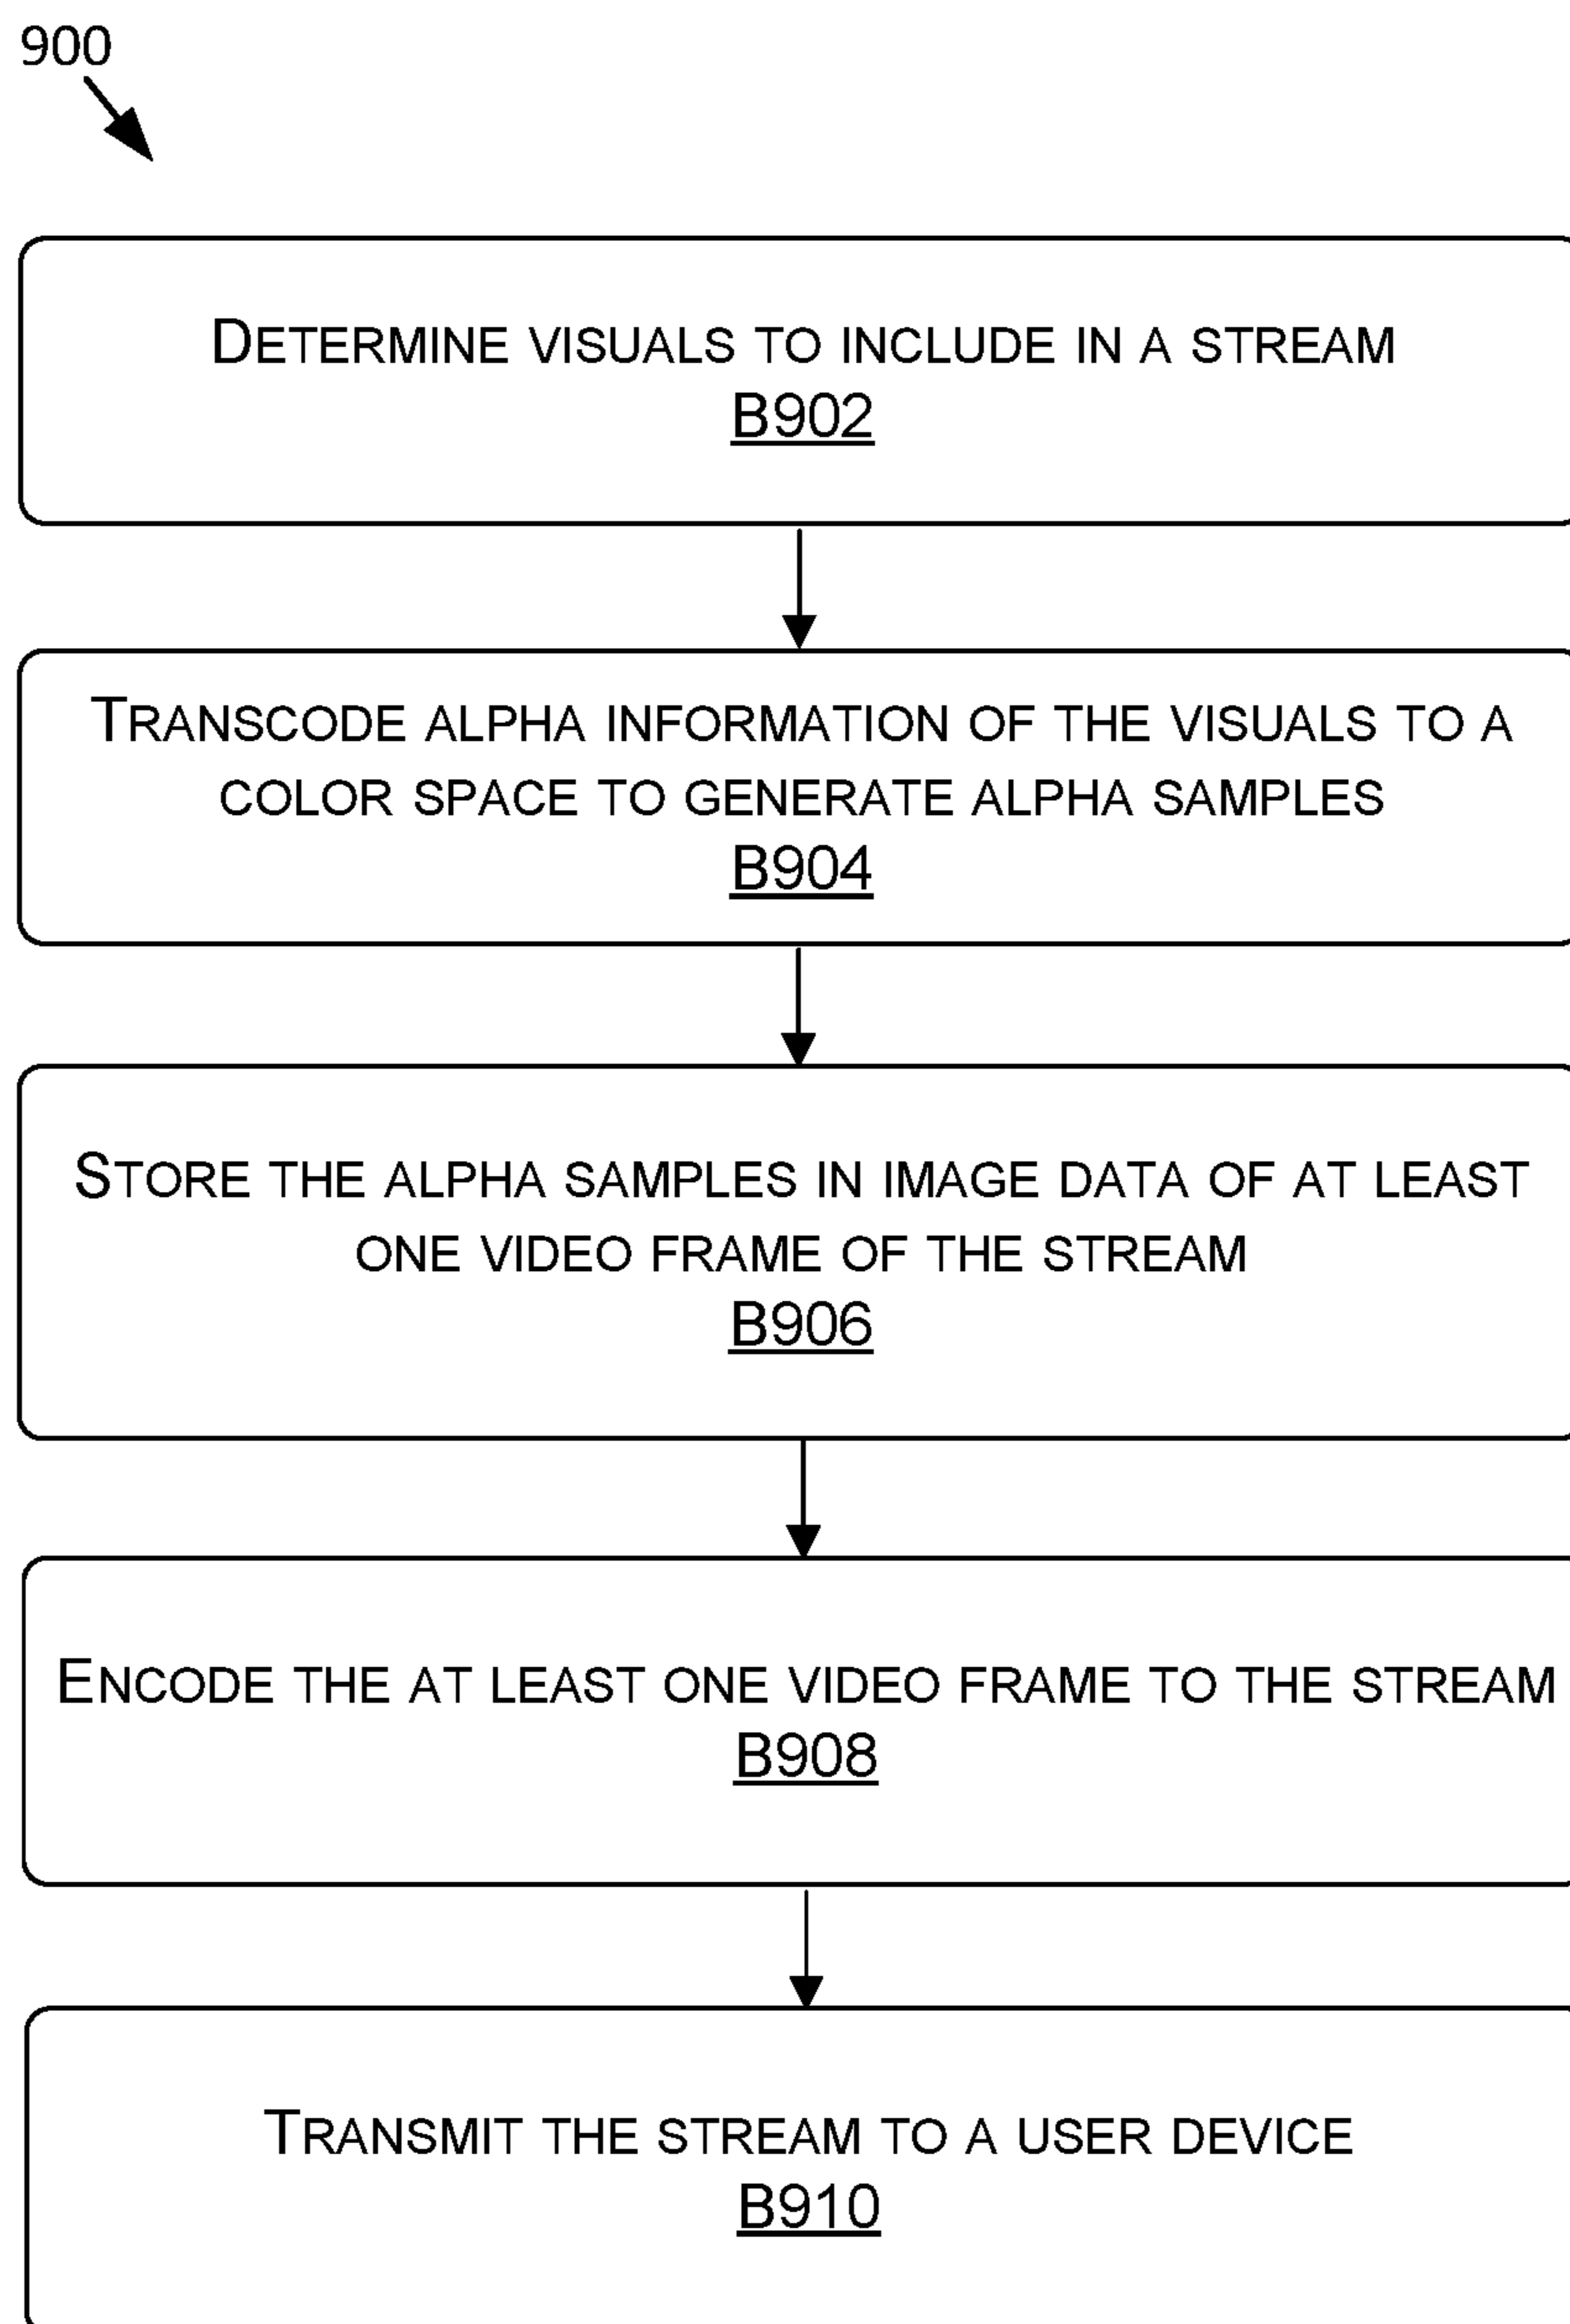 900
DETERMINE VISUALS TO INCLUDE IN A STREAM
B902
TRANSCODE ALPHA INFORMATION OF THE VISUALS TO A
COLOR SPACE TO GENERATE ALPHA SAMPLES
B904
STORE THE ALPHA SAMPLES IN IMAGE DATA OF AT LEAST
ONE VIDEO FRAME OF THE STREAM
B906
ENCODE THE AT LEAST ONE VIDEO FRAME TO THE STREAM
B908
TRANSMIT THE STREAM TO A USER DEVICE
B910